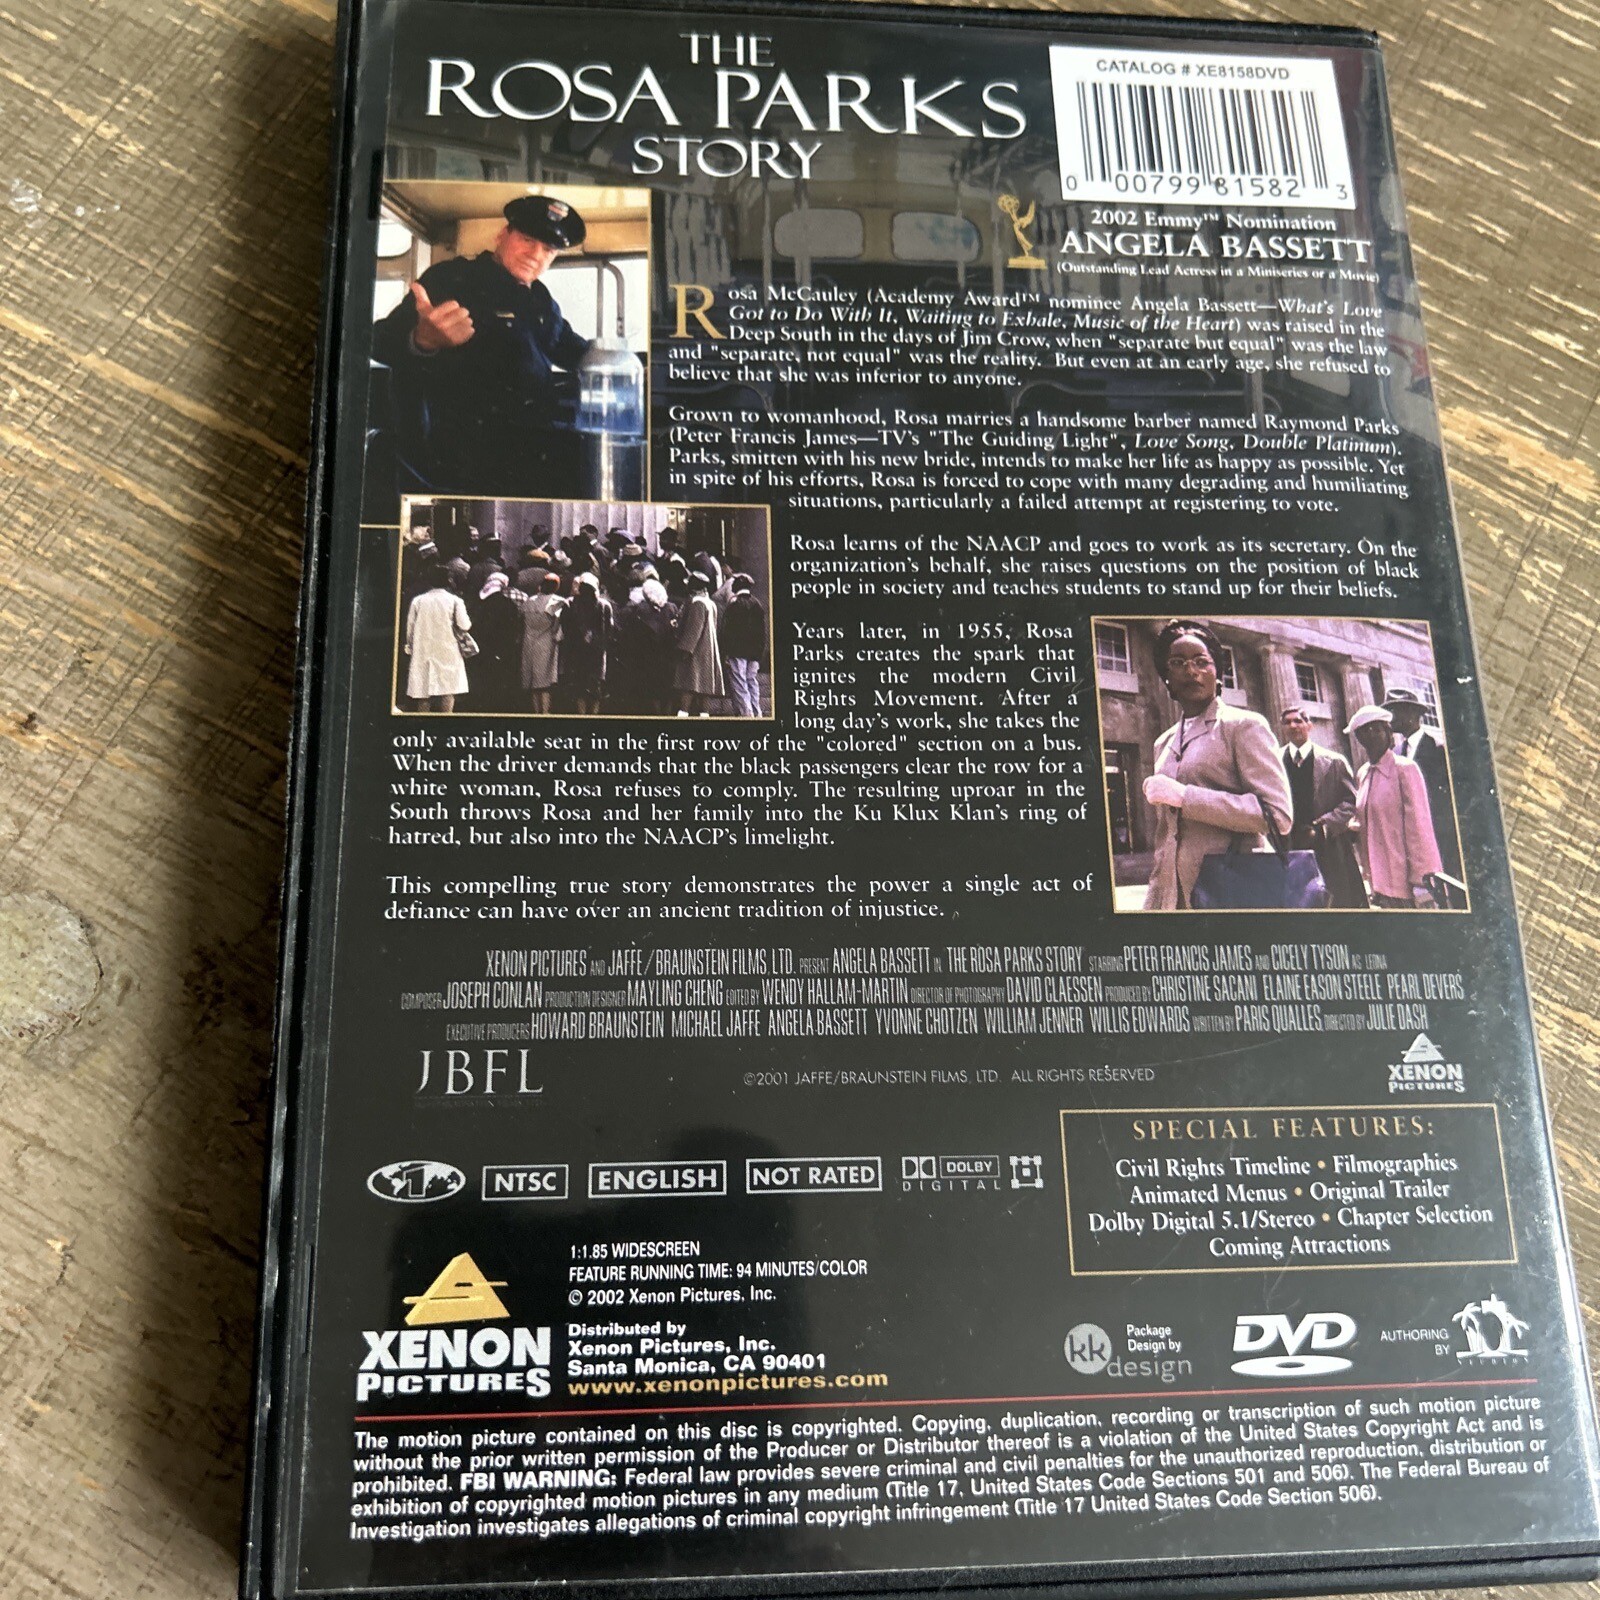 THE
ROSA PARKS
STORY
CATALOG # XE8158DVD
0 00799 81582 3
2002 Emmy™ Nomination
ANGELA BASSETT
(Outstanding Lead Actress in a Miniseries or a Movie)
Rosa McCauley (Academy Award™ nominee Angela Bassett—What's Love
Got to Do With It, Waiting to Exhale, Music of the Heart) was raised in the
Deep South in the days of Jim Crow, when "separate but equal" was the law
and "separate, not equal" was the reality. But even at an early age, she refused to
believe that she was inferior to anyone.
Grown to womanhood, Rosa marries a handsome barber named Raymond Parks
(Peter Francis James—TV's "The Guiding Light", Love Song, Double Platinum).
Parks, smitten with his new bride, intends to make her life as happy as possible. Yet
in spite of his efforts, Rosa is forced to cope with many degrading and humiliating
situations, particularly a failed attempt at registering to vote.
Rosa learns of the NAACP and goes to work as its secretary. On the
organization's behalf, she raises questions on the position of black
people in society and teaches students to stand up for their beliefs.
Years later, in 1955, Rosa
Parks creates the spark that
ignites the modern Civil
Rights Movement. After a
long day's work, she takes the
only available seat in the first row of the "colored" section on a bus.
When the driver demands that the black passengers clear the row for a
white woman, Rosa refuses to comply. The resulting uproar in the
South throws Rosa and her family into the Ku Klux Klan's ring of
hatred, but also into the NAACP's limelight.
This compelling true story demonstrates the power a single act of
defiance can have over an ancient tradition of injustice.
XENON PICTURES AND JAFFE/BRAUNSTEIN FILMS, LTD. PRESENT ANGELA BASSETT IN THE ROSA PARKS STORY STARRING PETER FRANCIS JAMES AND CICELY TYSON AS LEONA
COMPOSER JOSEPH CONLAN PRODUCTION DESIGNER MAYLING CHENG EDITED BY WENDY HALLAM-MARTIN DIRECTOR OF PHOTOGRAPHY DAVID CLAESSEN PRODUCED BY CHRISTINE SACANI ELAINE EASON STEELE PEARL DEVERS
EXECUTIVE PRODUCERS HOWARD BRAUNSTEIN MICHAEL JAFFE ANGELA BASSETT YVONNE CHOTZEN WILLIAM JENNER WILLIS EDWARDS WRITTEN BY PARIS QUALLES, DIRECTED BY JULIE DASH
JBFL
©2001 JAFFE/BRAUNSTEIN FILMS, LTD. ALL RIGHTS RESERVED
XENON
PICTURES
SPECIAL FEATURES:
Civil Rights Timeline • Filmographies
Animated Menus • Original Trailer
Dolby Digital 5.1/Stereo • Chapter Selection
Coming Attractions
1
NTSC
ENGLISH
NOT RATED
DOLBY
DIGITAL
1:1.85 WIDESCREEN
FEATURE RUNNING TIME: 94 MINUTES/COLOR
© 2002 Xenon Pictures, Inc.
XENON
PICTURES
Distributed by
Xenon Pictures, Inc.
Santa Monica, CA 90401
www.xenonpictures.com
kk
Package
Design by
design
DVD
AUTHORING
BY
The motion picture contained on this disc is copyrighted. Copying, duplication, recording or transcription of such motion picture
without the prior written permission of the Producer or Distributor thereof is a violation of the United States Copyright Act and is
prohibited. FBI WARNING: Federal law provides severe criminal and civil penalties for the unauthorized reproduction, distribution or
exhibition of copyrighted motion pictures in any medium (Title 17, United States Code Sections 501 and 506). The Federal Bureau of
Investigation investigates allegations of criminal copyright infringement (Title 17 United States Code Section 506).